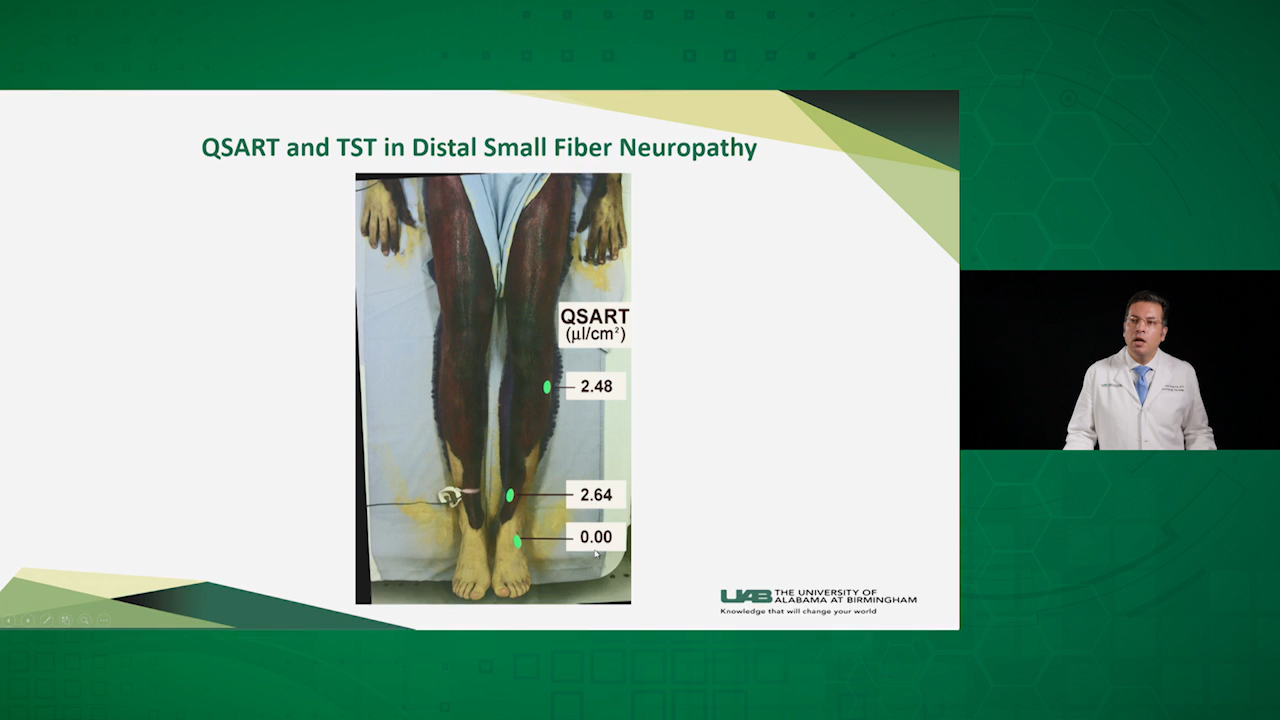 QSART and TST in Distal Small Fiber Neuropathy
QSART
(µl/cm²)
2.48
2.64
0.00
UAB THE UNIVERSITY OF
ALABAMA AT BIRMINGHAM
Knowledge that will change your world